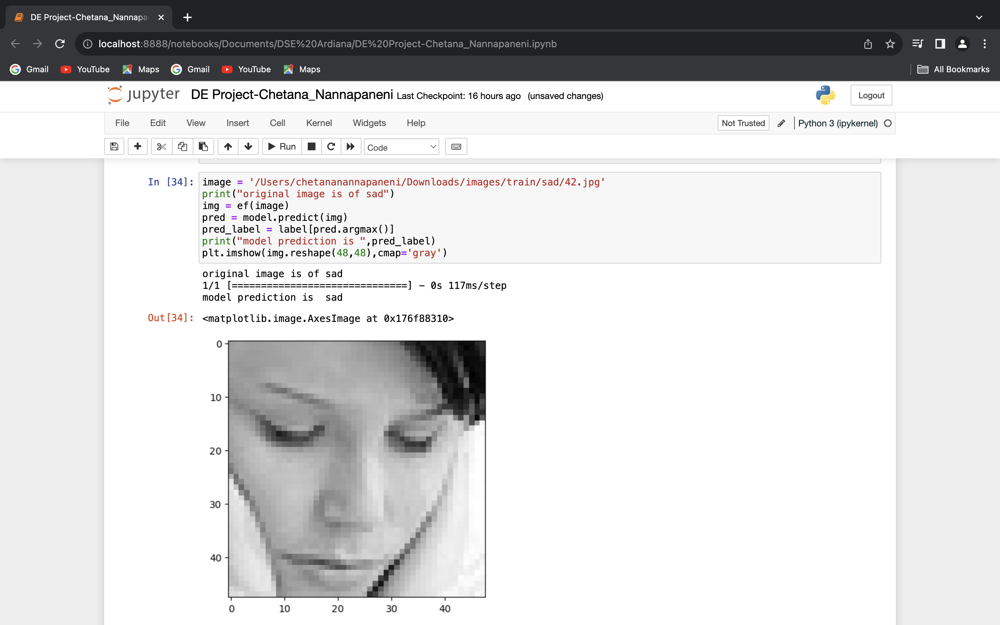 DE Project-Chetana_Nannapa
localhost:8888/notebooks/Documents/DSE%20Ardiana/DE%20Project-Chetana_Nannapaneni.ipynb
Gmail YouTube Maps Gmail YouTube Maps All Bookmarks
jupyter DE Project-Chetana_Nannapaneni Last Checkpoint: 16 hours ago (unsaved changes) Logout
File Edit View Insert Cell Kernel Widgets Help Not Trusted Python 3 (ipykernel)
Run Code
In [34]: image = '/Users/chetanannapaneni/Downloads/images/train/sad/42.jpg'
print("original image is of sad")
img = ef(image)
pred = model.predict(img)
pred_label = label[pred.argmax()]
print("model prediction is ",pred_label)
plt.imshow(img.reshape(48,48),cmap='gray')
original image is of sad
1/1 [==============================] - 0s 117ms/step
model prediction is  sad
Out[34]: <matplotlib.image.AxesImage at 0x176f88310>
0
10
20
30
40
0 10 20 30 40